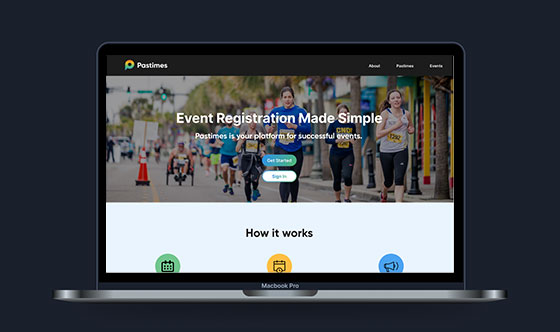 Pastimes
About Pastimes Events
Event Registration Made Simple
Pastimes is your platform for successful events.
Get Started
Sign In
How it works
Macbook Pro